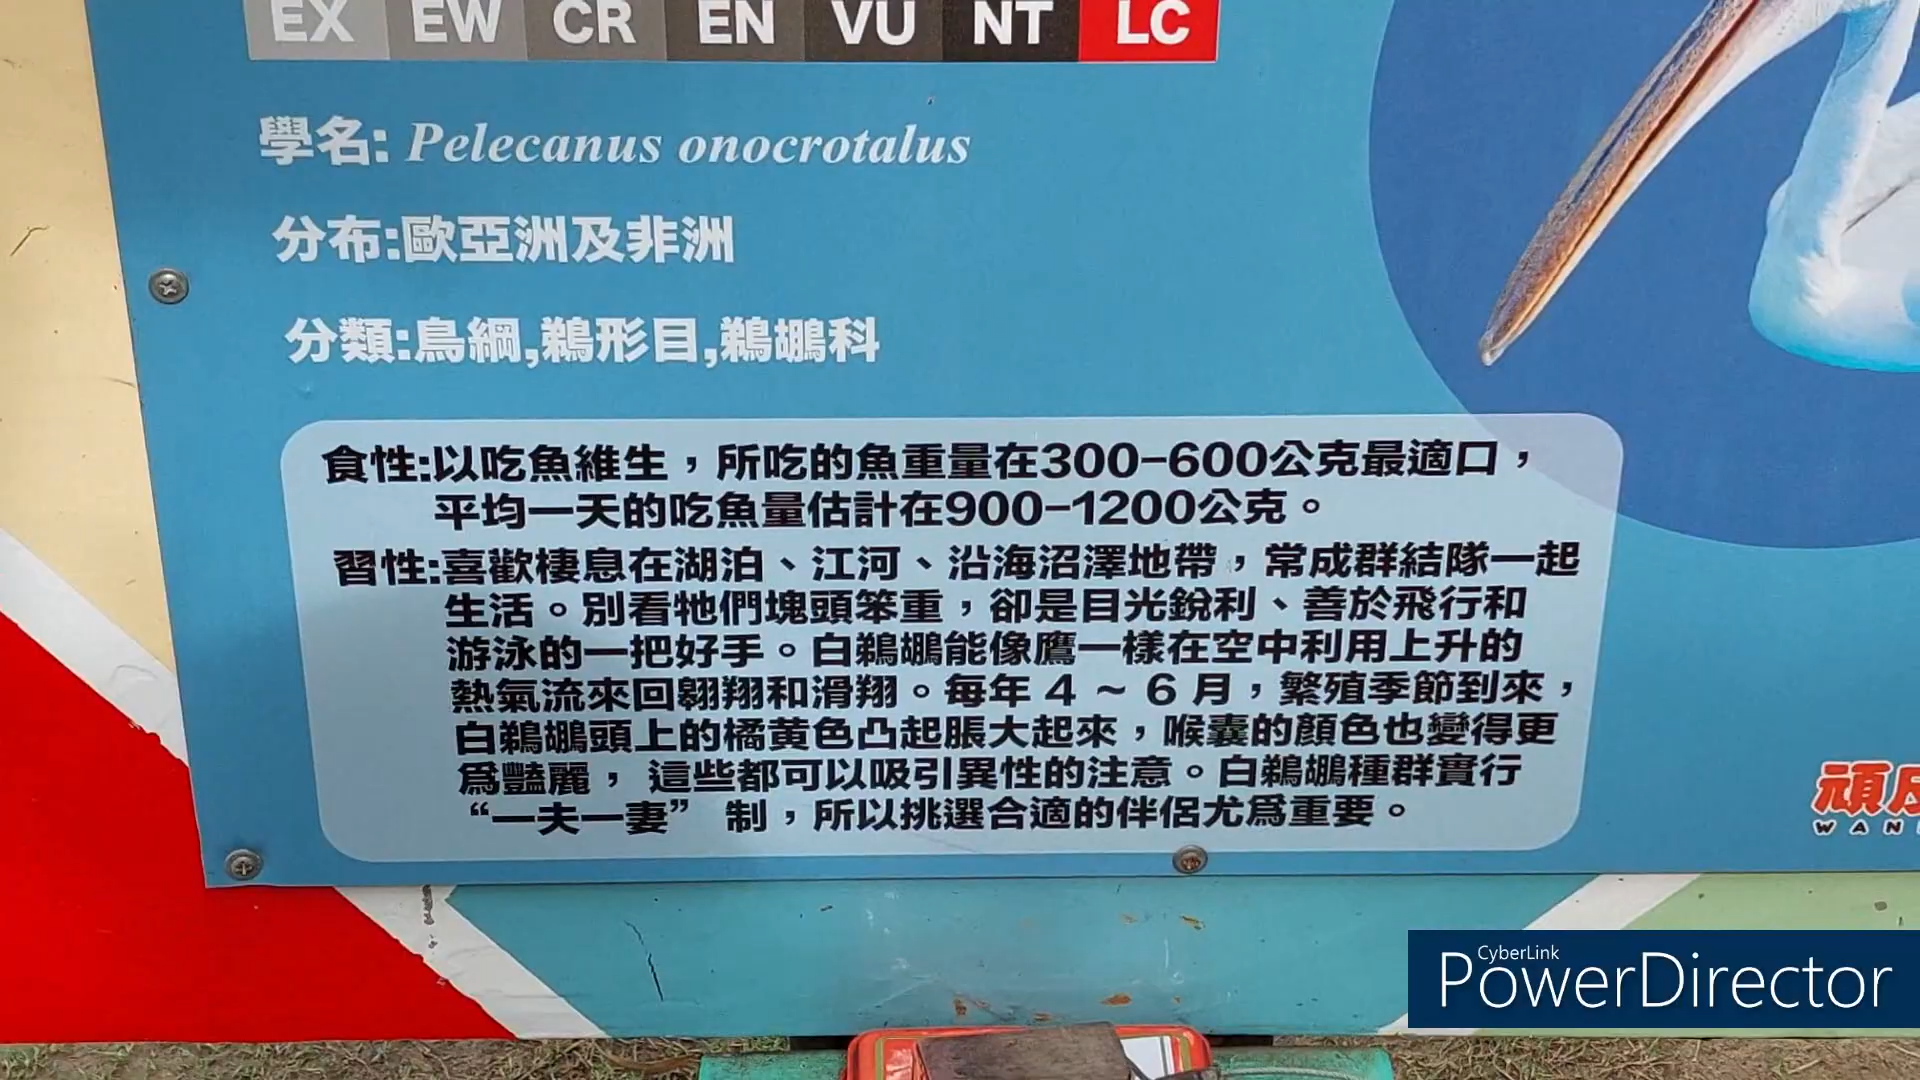 EX EW CR EN VU NT LC
學名: Pelecanus onocrotalus
分布:歐亞洲及非洲
分類:鳥綱,鵜形目,鵜鶘科
食性:以吃魚維生，所吃的魚重量在300-600公克最適口，
平均一天的吃魚量估計在900-1200公克。
習性:喜歡棲息在湖泊、江河、沿海沼澤地帶，常成群結隊一起
生活。別看牠們塊頭笨重，卻是目光銳利、善於飛行和
游泳的一把好手。白鵜鶘能像鷹一樣在空中利用上升的
熱氣流來回翱翔和滑翔。每年 4 ~ 6 月，繁殖季節到來，
白鵜鶘頭上的橘黃色凸起脹大起來，喉囊的顏色也變得更
為豔麗， 這些都可以吸引異性的注意。白鵜鶘種群實行
“一夫一妻” 制，所以挑選合適的伴侶尤為重要。
頑皮
WAN
CyberLink
PowerDirector